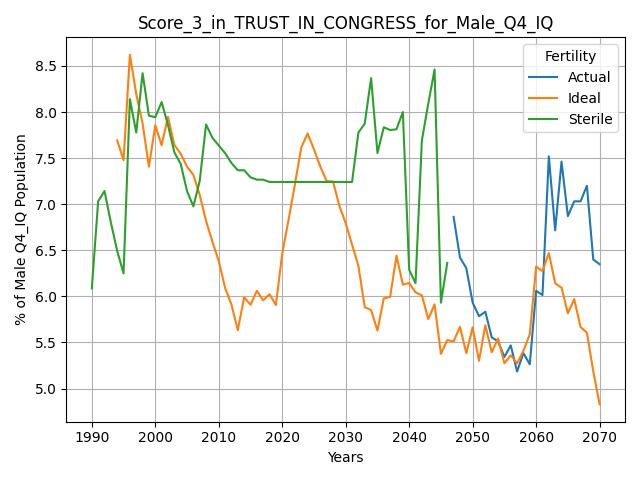 Score_3_in_TRUST_IN_CONGRESS_for_Male_Q4_IQ
Fertility
Actual
Ideal
Sterile
% of Male Q4_IQ Population
8.5
8.0
7.5
7.0
6.5
6.0
5.5
5.0
1990 2000 2010 2020 2030 2040 2050 2060 2070
Years